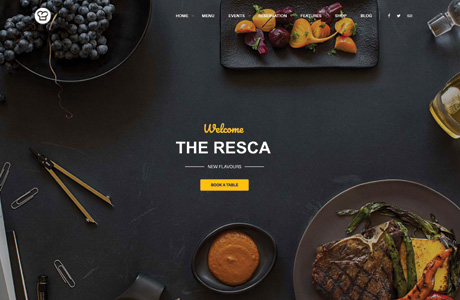 HOME MENU EVENTS RESERVATION FEATURES SHOP BLOG
Welcome
THE RESCA
NEW FLAVOURS
BOOK A TABLE